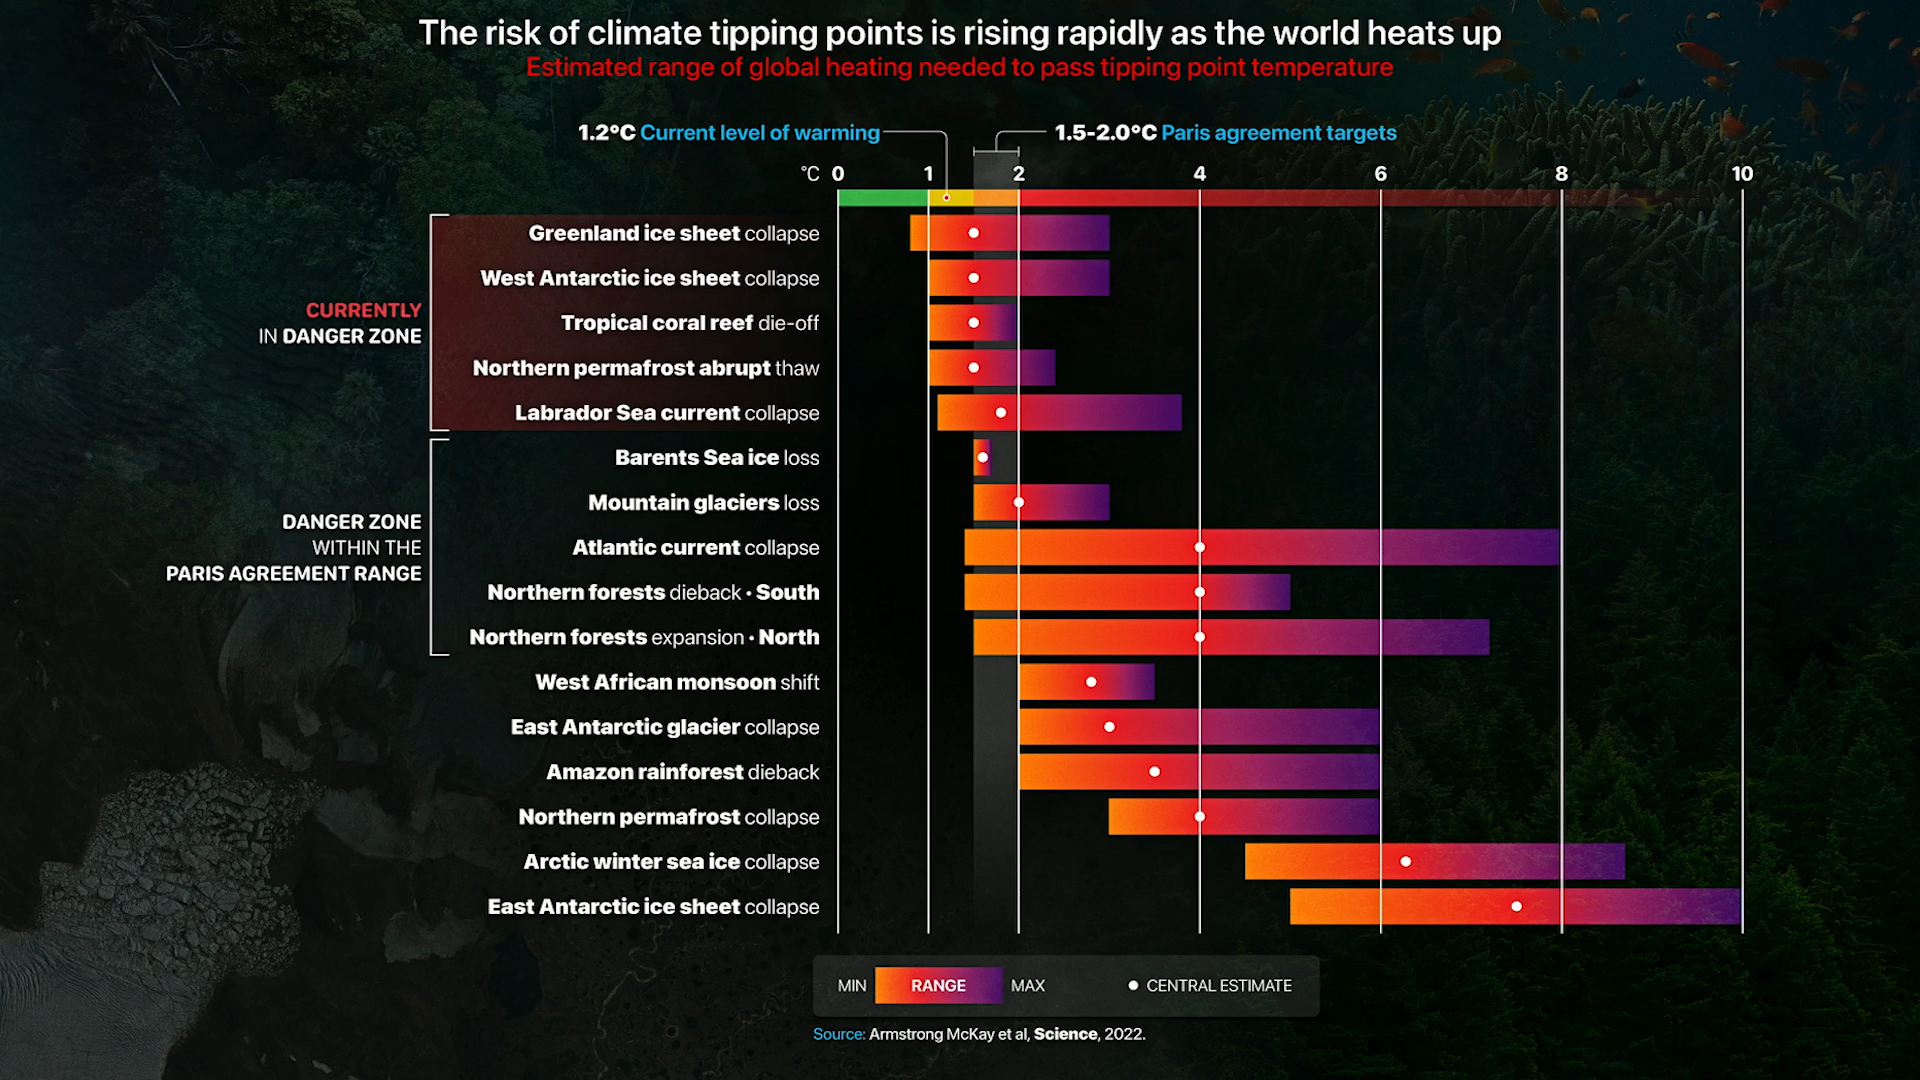 The risk of climate tipping points is rising rapidly as the world heats up
Estimated range of global heating needed to pass tipping point temperature
1.2°C Current level of warming
1.5-2.0°C Paris agreement targets
°C 0 1 2 4 6 8 10
CURRENTLY
IN DANGER ZONE
Greenland ice sheet collapse
West Antarctic ice sheet collapse
Tropical coral reef die-off
Northern permafrost abrupt thaw
Labrador Sea current collapse
DANGER ZONE
WITHIN THE
PARIS AGREEMENT RANGE
Barents Sea ice loss
Mountain glaciers loss
Atlantic current collapse
Northern forests dieback • South
Northern forests expansion • North
West African monsoon shift
East Antarctic glacier collapse
Amazon rainforest dieback
Northern permafrost collapse
Arctic winter sea ice collapse
East Antarctic ice sheet collapse
MIN RANGE MAX
CENTRAL ESTIMATE
Source: Armstrong McKay et al, Science, 2022.